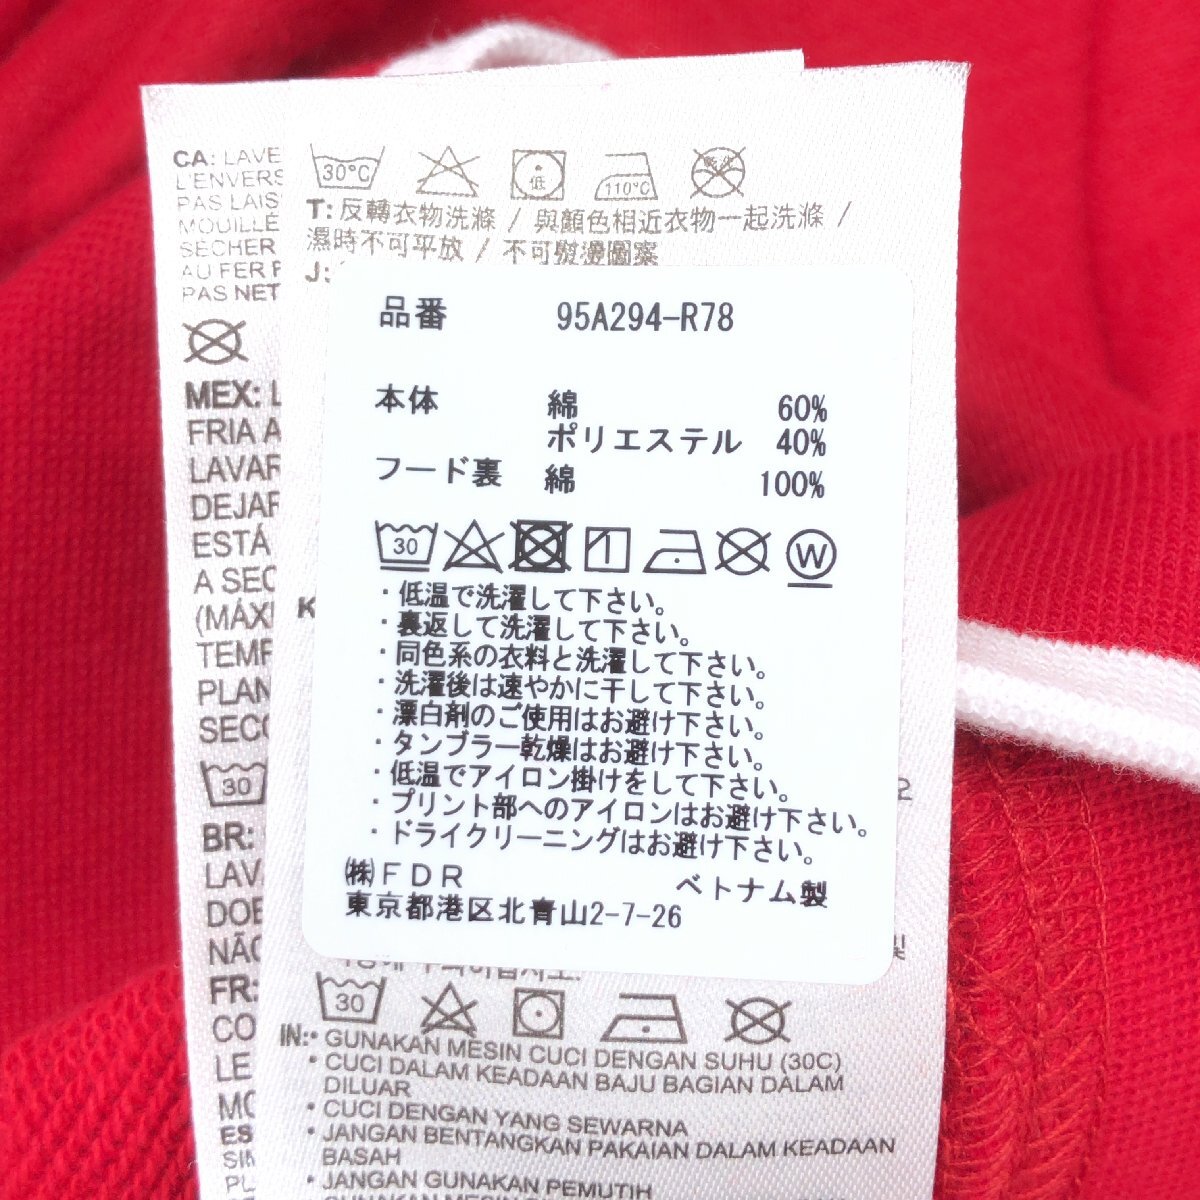 CA: LAVE
L'ENVERS
PAS LAIS
MOUILLÉ
SÉCHER
AU FER
PAS NET
MEX: L
FRIA A
LAVAR
DEJAR
ESTÁ
A SEC
(MÁX
TEMP
PLAN
SECO
30
BR:
LAV
DOB
NÃO
FR:
CO
LE
MO
ES
SIM
PL
30°C
低
110°C
乾洗
T: 反轉衣物洗滌 / 與顏色相近衣物一起洗滌 /
濕時不可平放 / 不可熨燙圖案
J:
K
品番 95A294-R78
本体 綿 60%
ポリエステル 40%
フード裏 綿 100%
30 W
・低温で洗濯して下さい。
・裏返して洗濯して下さい。
・同色系の衣料と洗濯して下さい。
・洗濯後は速やかに干して下さい。
・漂白剤のご使用はお避け下さい。
・タンブラー乾燥はお避け下さい。
・低温でアイロン掛けをして下さい。
・プリント部へのアイロンはお避け下さい。
・ドライクリーニングはお避け下さい。
㈱FDR ベトナム製
東京都港区北青山2-7-26
30
IN: • GUNAKAN MESIN CUCI DENGAN SUHU (30C)
• CUCI DALAM KEADAAN BAJU BAGIAN DALAM
DILUAR
• CUCI DENGAN YANG SEWARNA
• JANGAN BENTANGKAN PAKAIAN DALAM KEADAAN
BASAH
• JANGAN GUNAKAN PEMUTIH
• GUNAKAN MESIN